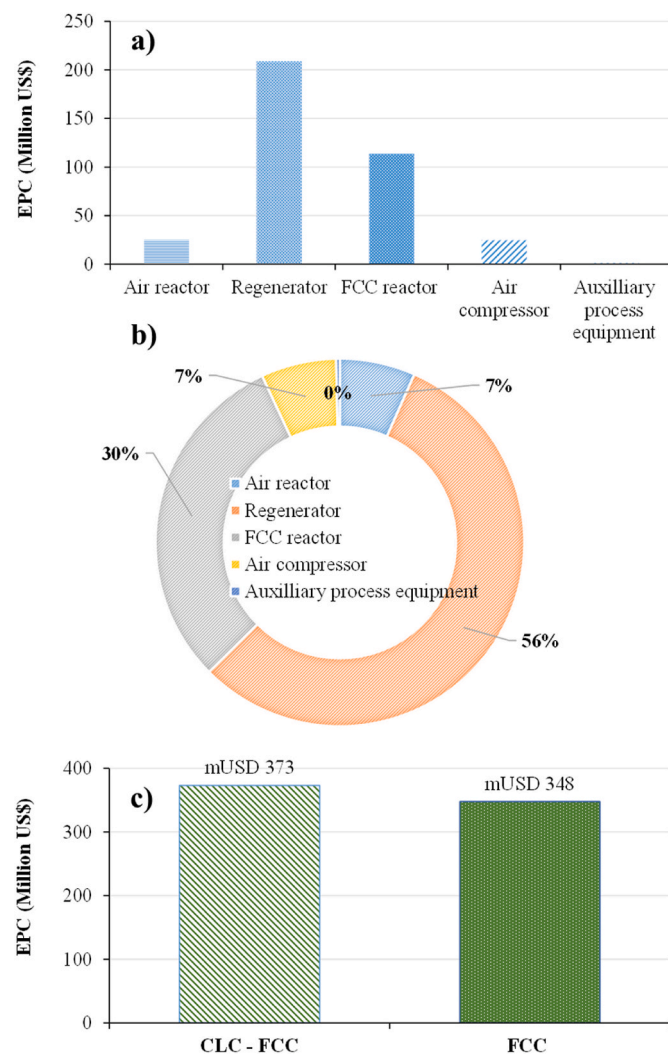 a)
EPC (Million US$)
250
200
150
100
50
0
Air reactor
Regenerator
FCC reactor
Air
compressor
Auxilliary
process
equipment
b)
7%
0%
7%
30%
56%
Air reactor
Regenerator
FCC reactor
Air compressor
Auxilliary process equipment
c)
EPC (Million US$)
400
300
200
100
0
mUSD 373
mUSD 348
CLC - FCC
FCC